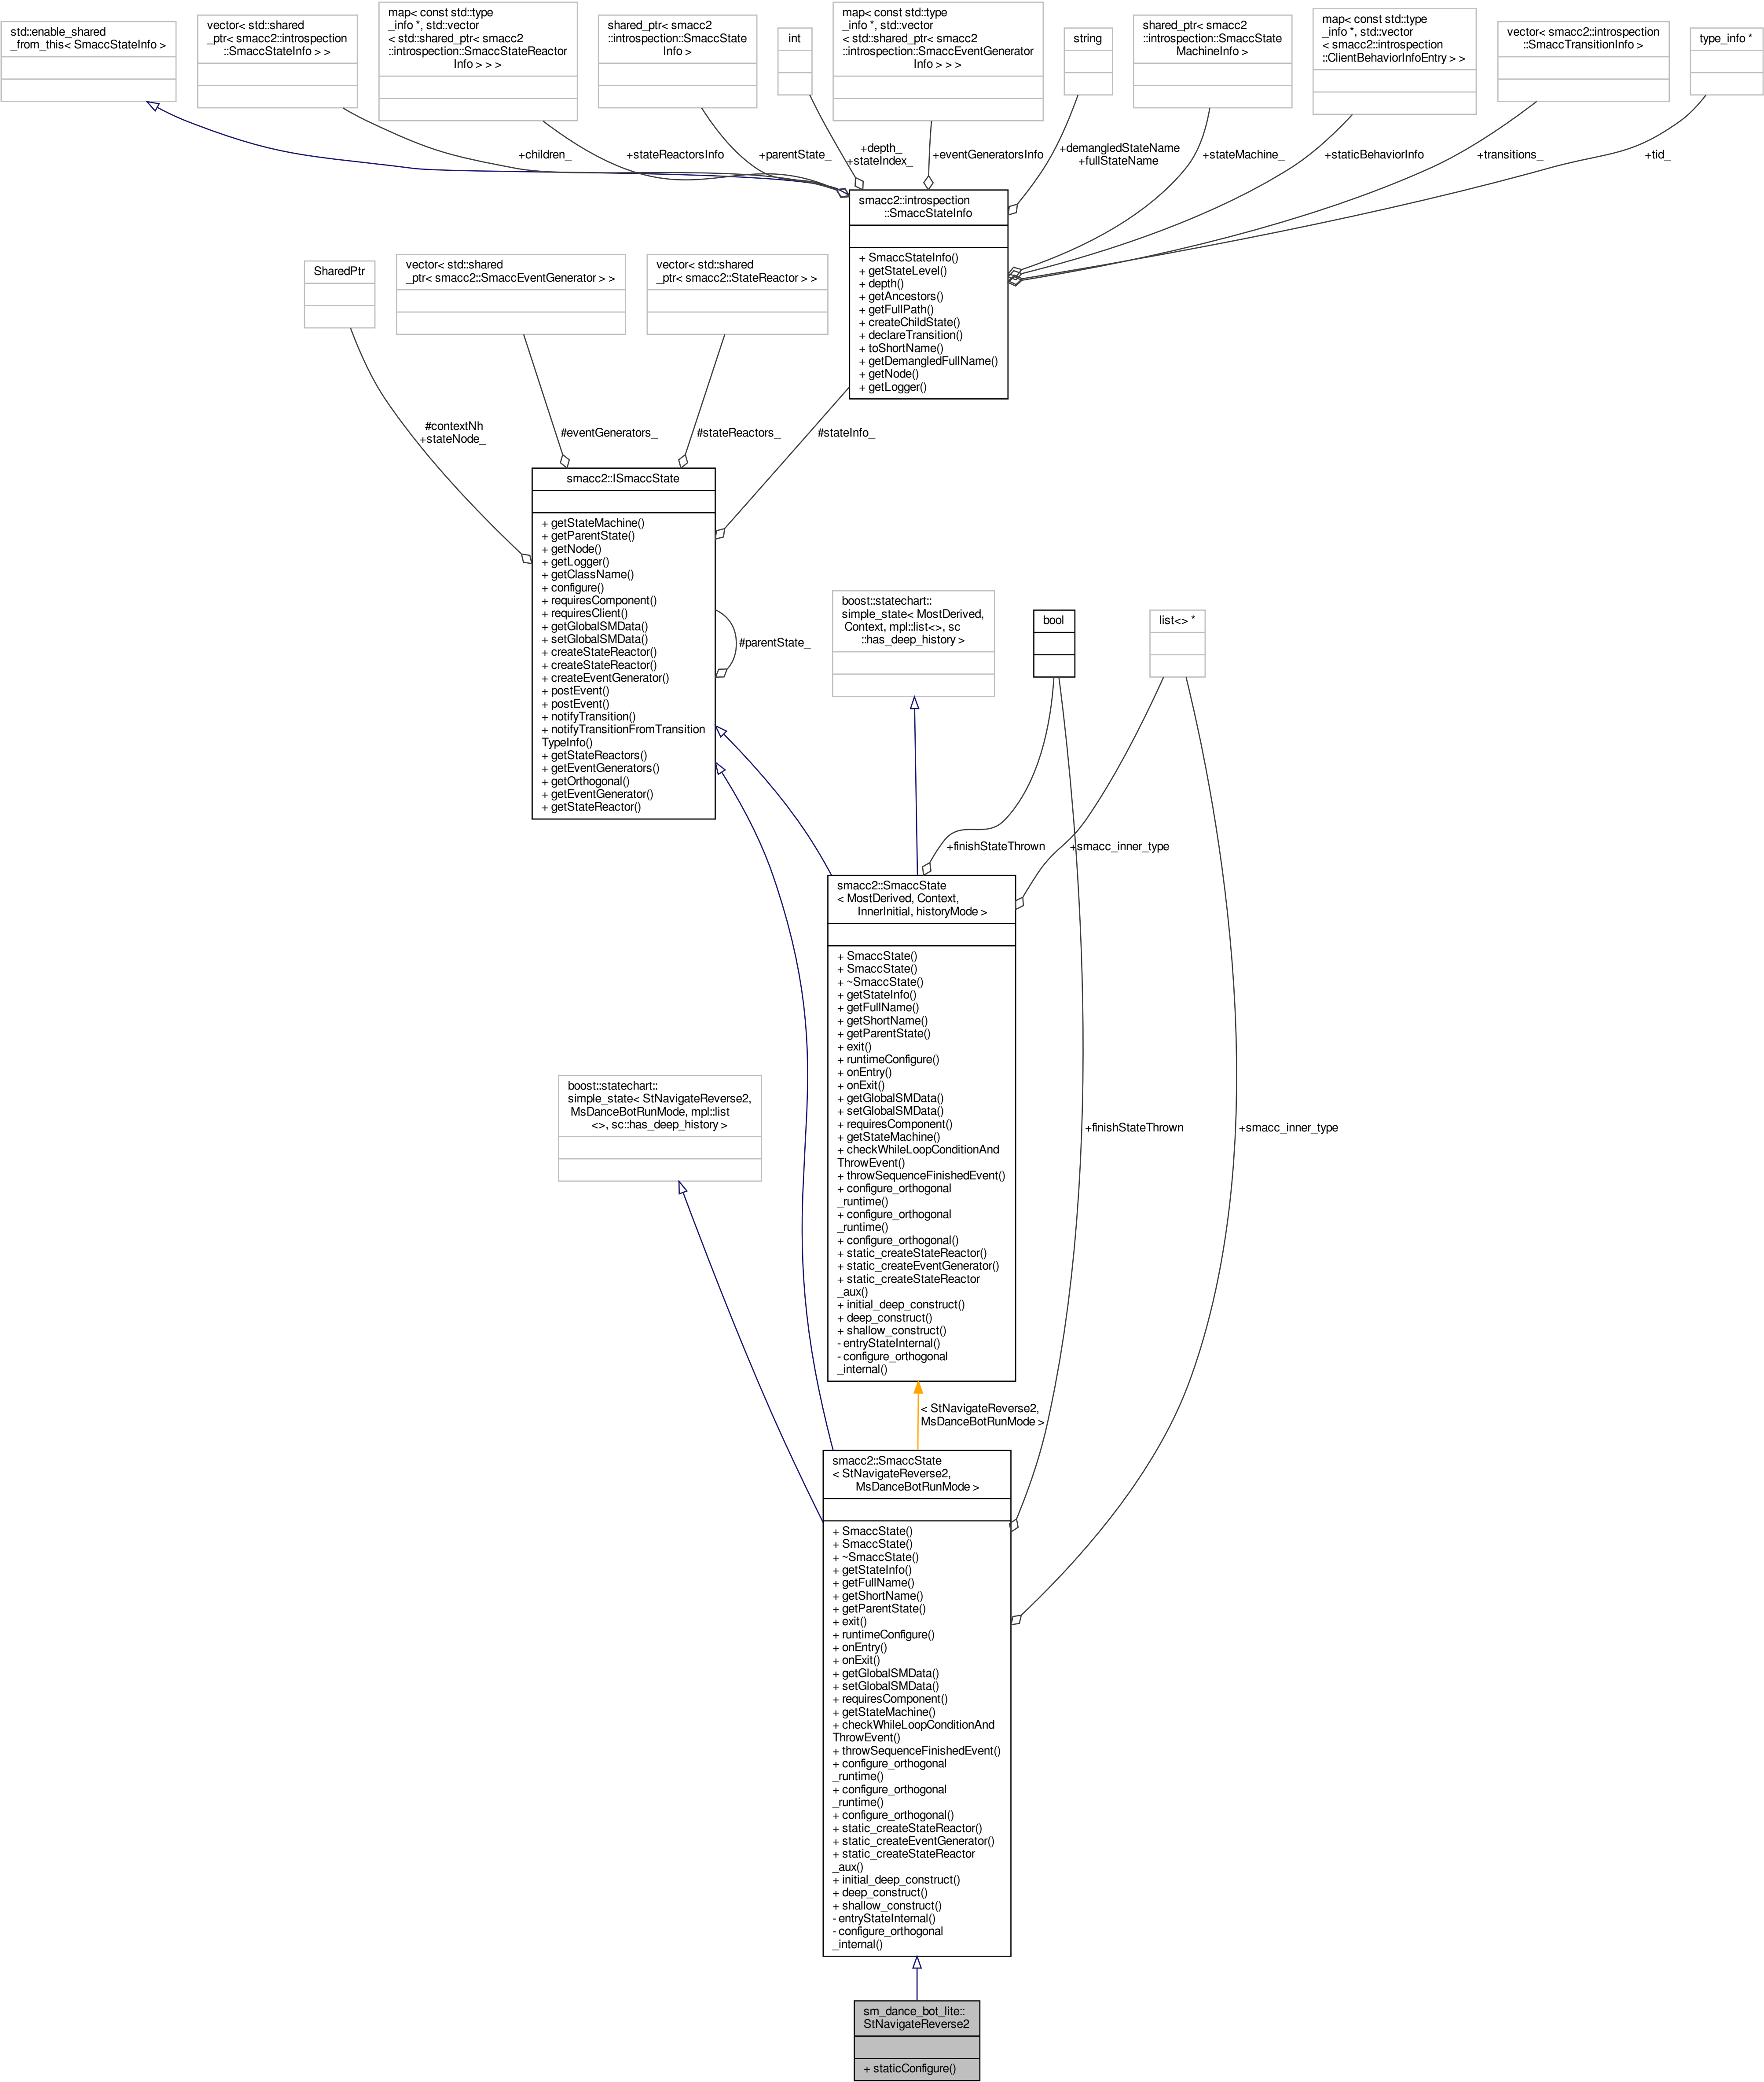 std::enable_shared
_from_this< SmaccStateInfo >
vector< std::shared
_ptr< smacc2::introspection
::SmaccStateInfo > >
map< const std::type
_info *, std::vector
< std::shared_ptr< smacc2
::introspection::SmaccStateReactor
Info > > >
shared_ptr< smacc2
::introspection::SmaccState
Info >
int
map< const std::type
_info *, std::vector
< std::shared_ptr< smacc2
::introspection::SmaccEventGenerator
Info > > >
string
shared_ptr< smacc2
::introspection::SmaccState
MachineInfo >
map< const std::type
_info *, std::vector
< smacc2::introspection
::ClientBehaviorInfoEntry > >
vector< smacc2::introspection
::SmaccTransitionInfo >
type_info *
+children_
+stateReactorsInfo
+parentState_
+depth_
+stateIndex_
+eventGeneratorsInfo
+demangledStateName
+fullStateName
+stateMachine_
+staticBehaviorInfo
+transitions_
+tid_
smacc2::introspection
::SmaccStateInfo
+ SmaccStateInfo()
+ getStateLevel()
+ depth()
+ getAncestors()
+ getFullPath()
+ createChildState()
+ declareTransition()
+ toShortName()
+ getDemangledFullName()
+ getNode()
+ getLogger()
SharedPtr
vector< std::shared
_ptr< smacc2::SmaccEventGenerator > >
vector< std::shared
_ptr< smacc2::StateReactor > >
#contextNh
+stateNode_
#eventGenerators_
#stateReactors_
#stateInfo_
smacc2::ISmaccState
+ getStateMachine()
+ getParentState()
+ getNode()
+ getLogger()
+ getClassName()
+ configure()
+ requiresComponent()
+ requiresClient()
+ getGlobalSMData()
+ setGlobalSMData()
+ createStateReactor()
+ createStateReactor()
+ createEventGenerator()
+ postEvent()
+ postEvent()
+ notifyTransition()
+ notifyTransitionFromTransition
TypeInfo()
+ getStateReactors()
+ getEventGenerators()
+ getOrthogonal()
+ getEventGenerator()
+ getStateReactor()
#parentState_
boost::statechart::
simple_state< MostDerived,
Context, mpl::list<>, sc
::has_deep_history >
bool
list<> *
+finishStateThrown
+smacc_inner_type
smacc2::SmaccState
< MostDerived, Context,
InnerInitial, historyMode >
+ SmaccState()
+ SmaccState()
+ ~SmaccState()
+ getStateInfo()
+ getFullName()
+ getShortName()
+ getParentState()
+ exit()
+ runtimeConfigure()
+ onEntry()
+ onExit()
+ getGlobalSMData()
+ setGlobalSMData()
+ requiresComponent()
+ getStateMachine()
+ checkWhileLoopConditionAnd
ThrowEvent()
+ throwSequenceFinishedEvent()
+ configure_orthogonal
_runtime()
+ configure_orthogonal
_runtime()
+ configure_orthogonal()
+ static_createStateReactor()
+ static_createEventGenerator()
+ static_createStateReactor
_aux()
+ initial_deep_construct()
+ deep_construct()
+ shallow_construct()
- entryStateInternal()
- configure_orthogonal
_internal()
boost::statechart::
simple_state< StNavigateReverse2,
MsDanceBotRunMode, mpl::list
<>, sc::has_deep_history >
+finishStateThrown
+smacc_inner_type
< StNavigateReverse2,
MsDanceBotRunMode >
smacc2::SmaccState
< StNavigateReverse2,
MsDanceBotRunMode >
+ SmaccState()
+ SmaccState()
+ ~SmaccState()
+ getStateInfo()
+ getFullName()
+ getShortName()
+ getParentState()
+ exit()
+ runtimeConfigure()
+ onEntry()
+ onExit()
+ getGlobalSMData()
+ setGlobalSMData()
+ requiresComponent()
+ getStateMachine()
+ checkWhileLoopConditionAnd
ThrowEvent()
+ throwSequenceFinishedEvent()
+ configure_orthogonal
_runtime()
+ configure_orthogonal
_runtime()
+ configure_orthogonal()
+ static_createStateReactor()
+ static_createEventGenerator()
+ static_createStateReactor
_aux()
+ initial_deep_construct()
+ deep_construct()
+ shallow_construct()
- entryStateInternal()
- configure_orthogonal
_internal()
sm_dance_bot_lite::
StNavigateReverse2
+ staticConfigure()